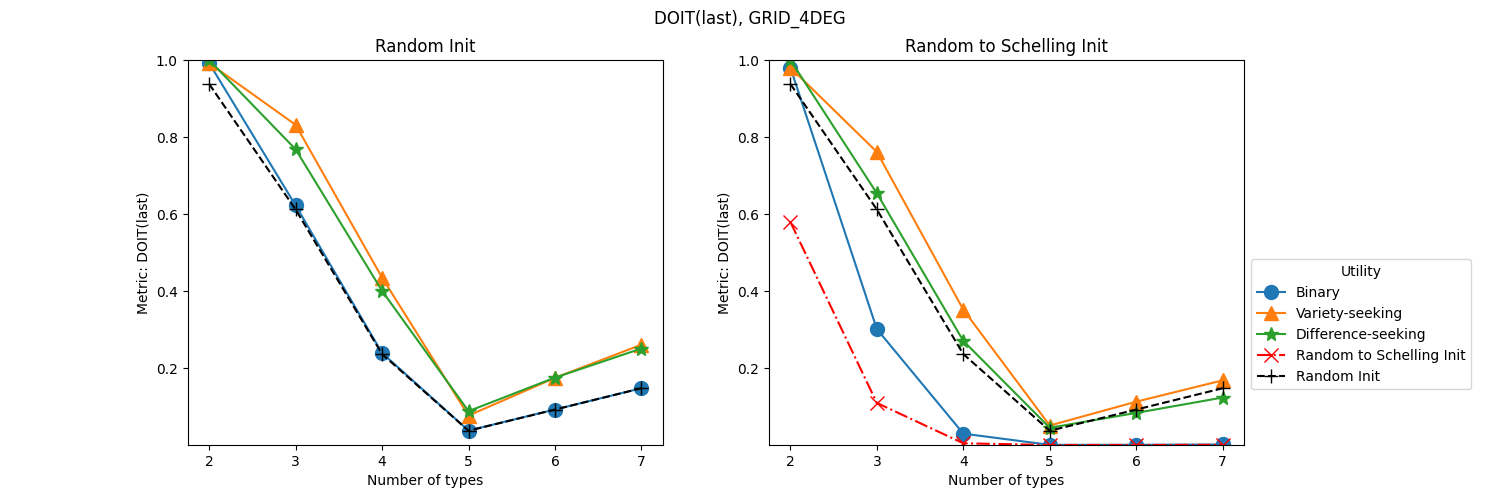 DOIT(last), GRID_4DEG
Random Init
Metric: DOIT(last)
1.0
0.8
0.6
0.4
0.2
2 3 4 5 6 7
Number of types
Random to Schelling Init
Metric: DOIT(last)
1.0
0.8
0.6
0.4
0.2
2 3 4 5 6 7
Number of types
Utility
Binary
Variety-seeking
Difference-seeking
Random to Schelling Init
Random Init